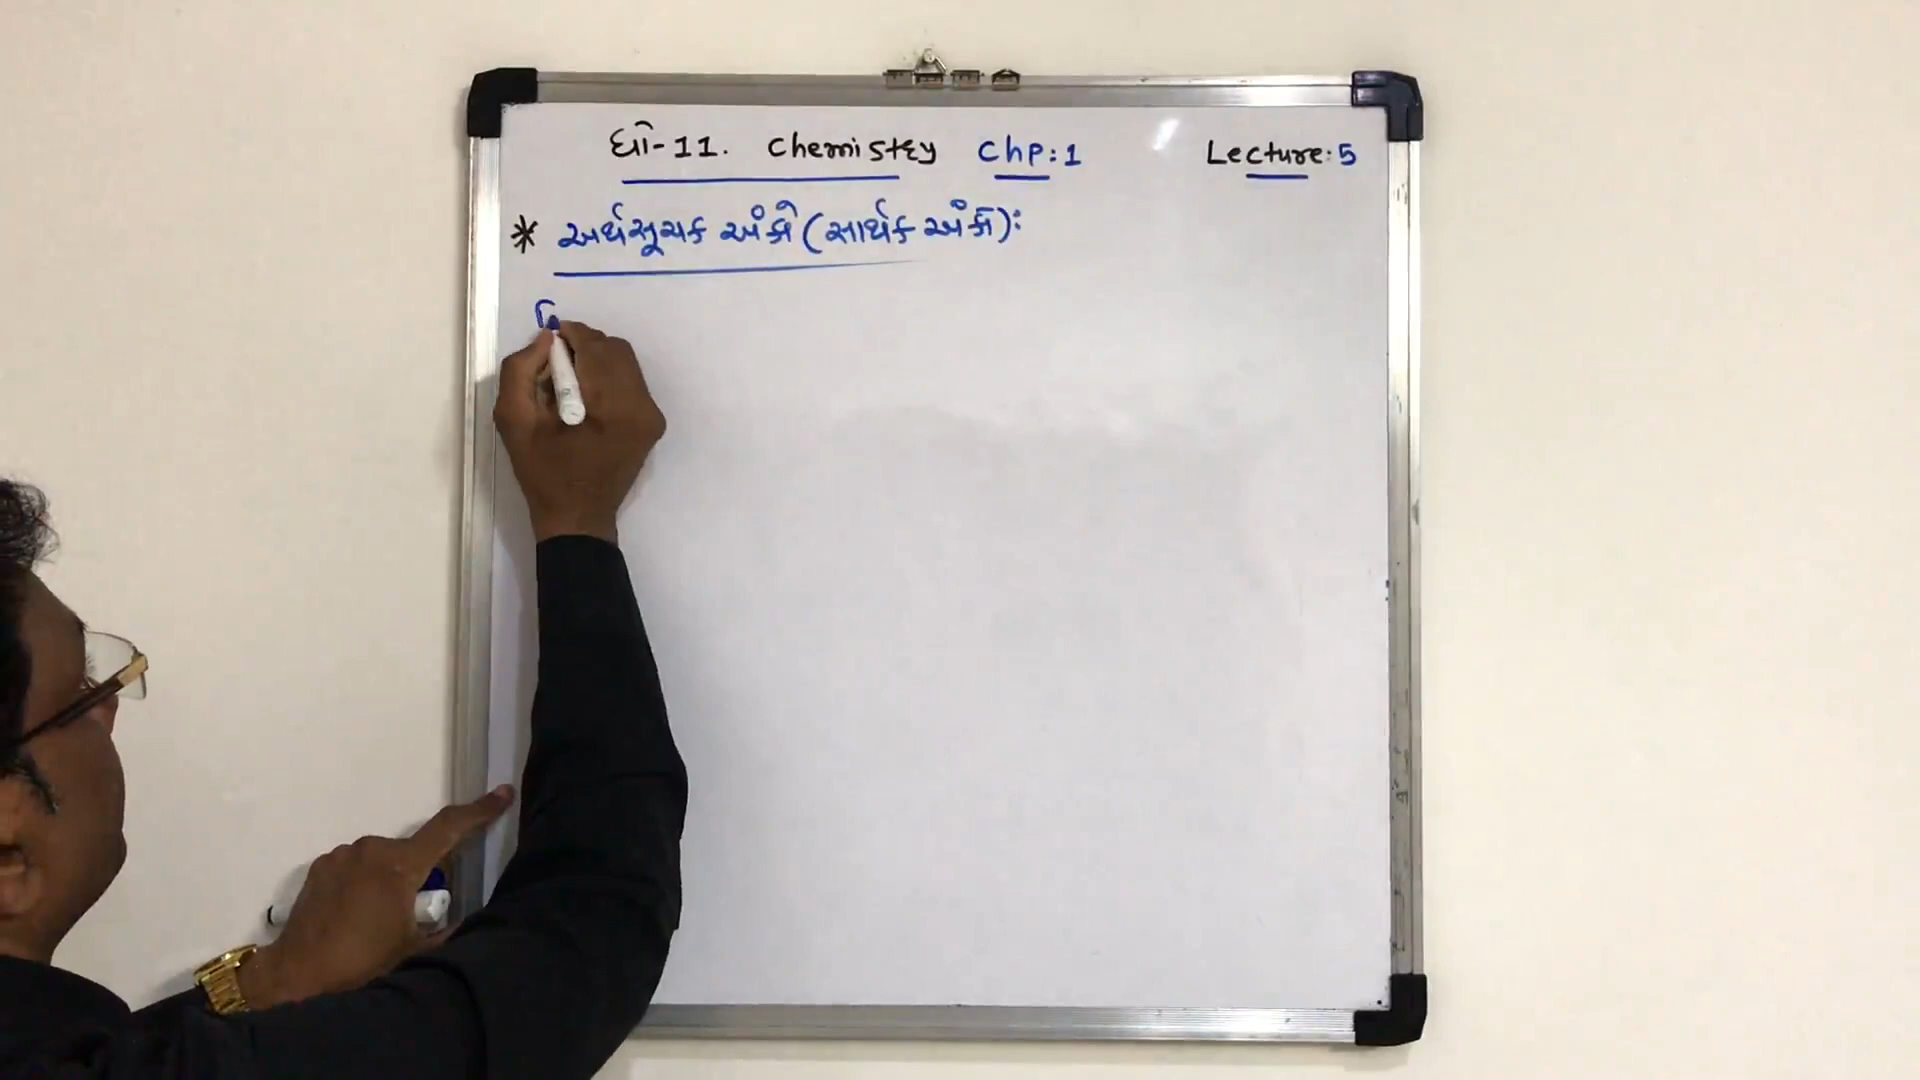 ધો-11. Chemistry Chp:1 Lecture:5
* અર્થસૂચક અંકો (સાર્થક અંક):